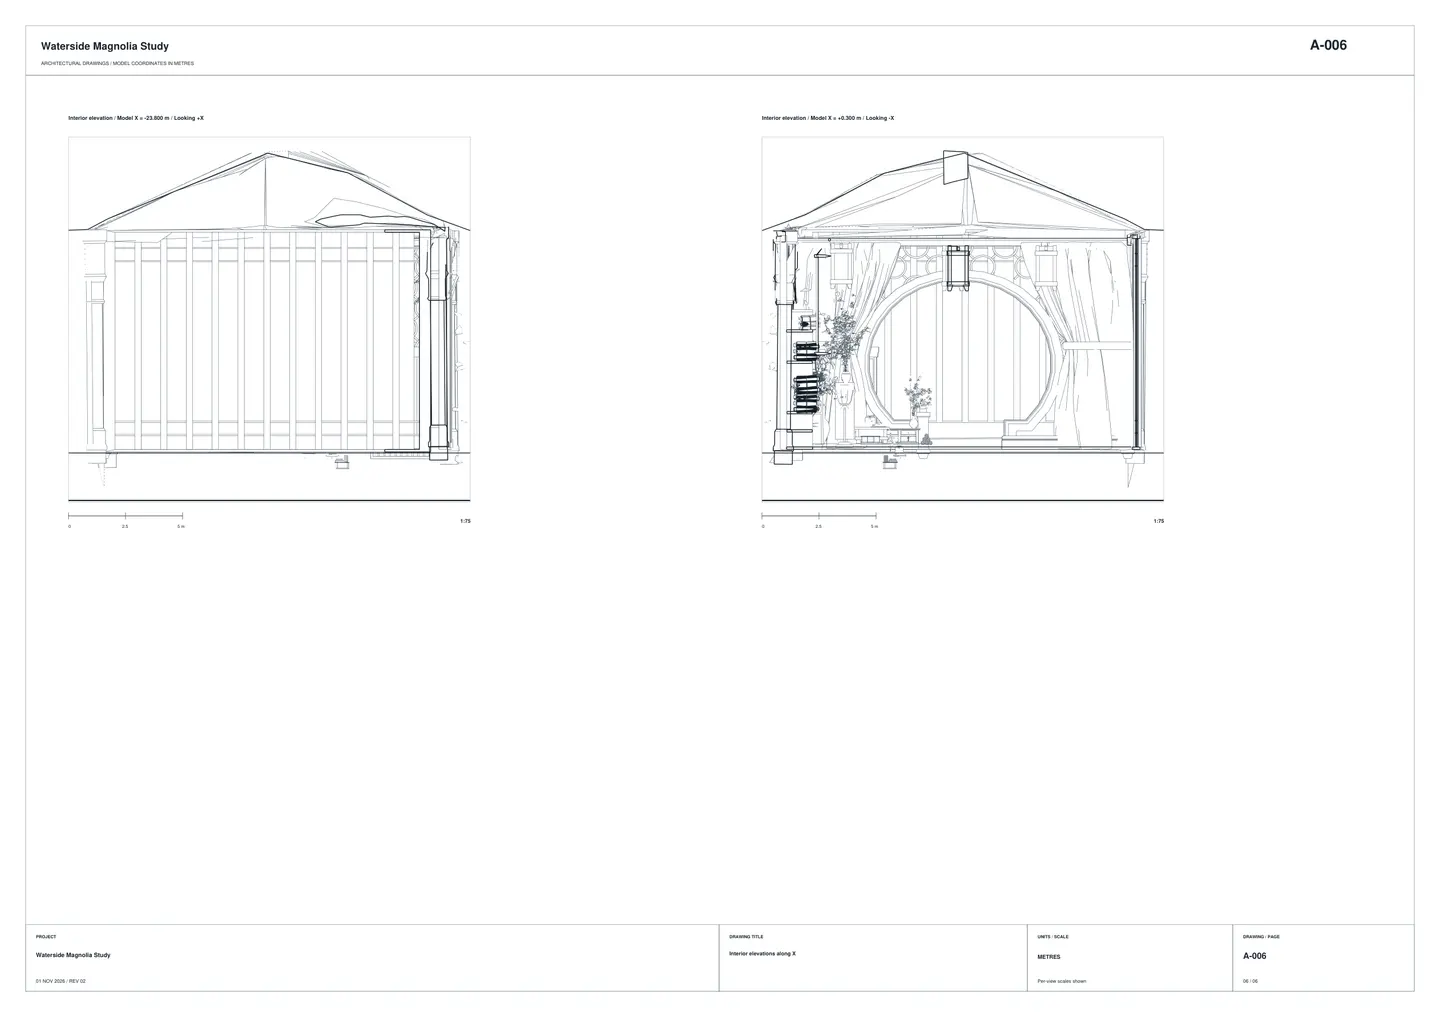 Waterside Magnolia Study
A-006
ARCHITECTURAL DRAWINGS / MODEL COORDINATES IN METRES
Interior elevation / Model X = -23.800 m / Looking +X
Interior elevation / Model X = +0.300 m / Looking -X
0 2.5 5 m
1:75
0 2.5 5 m
1:75
PROJECT
Waterside Magnolia Study
01 NOV 2026 / REV 02
DRAWING TITLE
Interior elevations along X
UNITS / SCALE
METRES
Per-view scales shown
DRAWING / PAGE
A-006
06 / 06